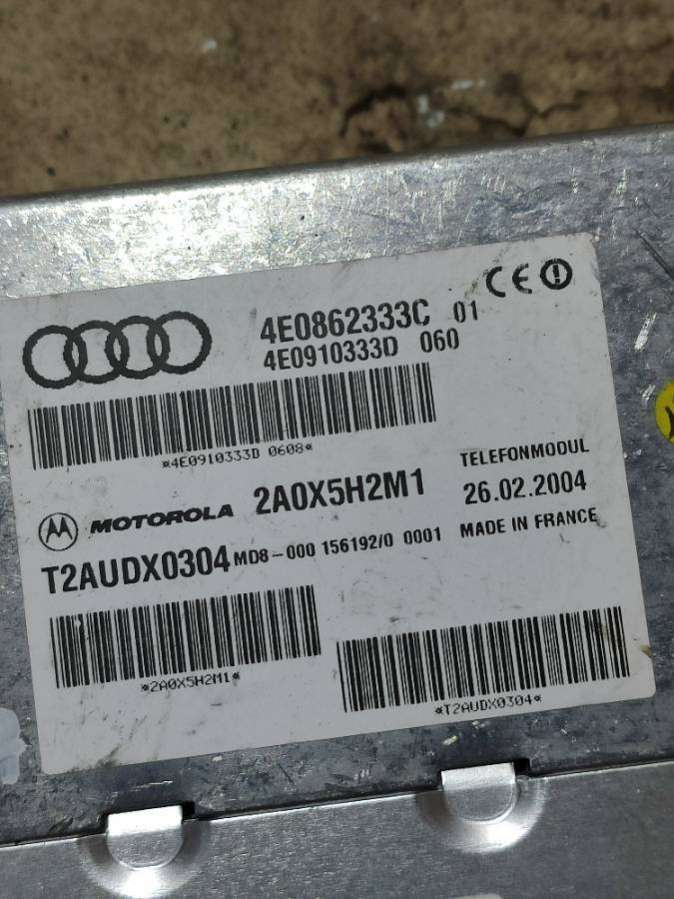 CE
4E0862333C 01
4E0910333D 060
*4E0910333D 0608*
TELEFONMODUL
MOTOROLA 2A0X5H2M1 26.02.2004
T2AUDX0304 MD8-000 156192/0 0001 MADE IN FRANCE
*2A0X5H2M1*
*T2AUDX0304*